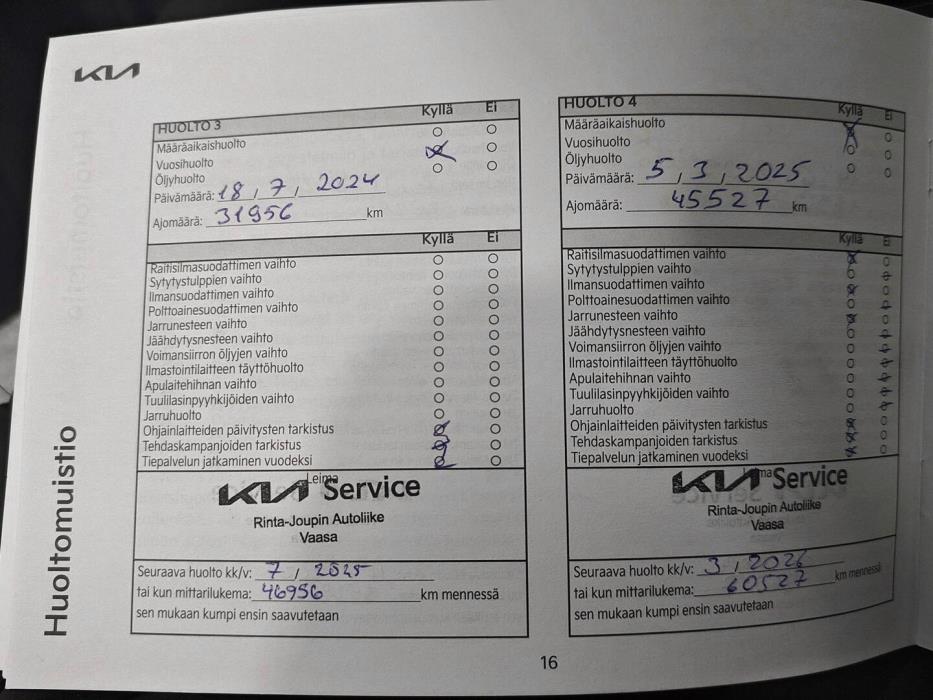 KIA
Huoltomuistio
HUOLTO 3 Kyllä Ei
Määräaikaishuolto
Vuosihuolto
Öljyhuolto
Päivämäärä: 18 / 7 / 2024
Ajomäärä: 31956 km
Kyllä Ei
Raitisilmasuodattimen vaihto
Sytytystulppien vaihto
Ilmansuodattimen vaihto
Polttoainesuodattimen vaihto
Jarrunesteen vaihto
Jäähdytysnesteen vaihto
Voimansiirron öljyjen vaihto
Ilmastointilaitteen täyttöhuolto
Apulaitehihnan vaihto
Tuulilasinpyyhkijöiden vaihto
Jarruhuolto
Ohjainlaitteiden päivitysten tarkistus
Tehdaskampanjoiden tarkistus
Tiepalvelun jatkaminen vuodeksi
Leima
KIA Service
Rinta-Joupin Autoliike
Vaasa
Seuraava huolto kk/v: 7 / 2025
tai kun mittarilukema: 46956 km mennessä
sen mukaan kumpi ensin saavutetaan
HUOLTO 4 Kyllä Ei
Määräaikaishuolto
Vuosihuolto
Öljyhuolto
Päivämäärä: 5 / 3 / 2025
Ajomäärä: 45527 km
Kyllä Ei
Raitisilmasuodattimen vaihto
Sytytystulppien vaihto
Ilmansuodattimen vaihto
Polttoainesuodattimen vaihto
Jarrunesteen vaihto
Jäähdytysnesteen vaihto
Voimansiirron öljyjen vaihto
Ilmastointilaitteen täyttöhuolto
Apulaitehihnan vaihto
Tuulilasinpyyhkijöiden vaihto
Jarruhuolto
Ohjainlaitteiden päivitysten tarkistus
Tehdaskampanjoiden tarkistus
Tiepalvelun jatkaminen vuodeksi
Leima
KIA Service
Rinta-Joupin Autoliike
Vaasa
Seuraava huolto kk/v: 3 / 2026
tai kun mittarilukema: 60527 km mennessä
sen mukaan kumpi ensin saavutetaan
16